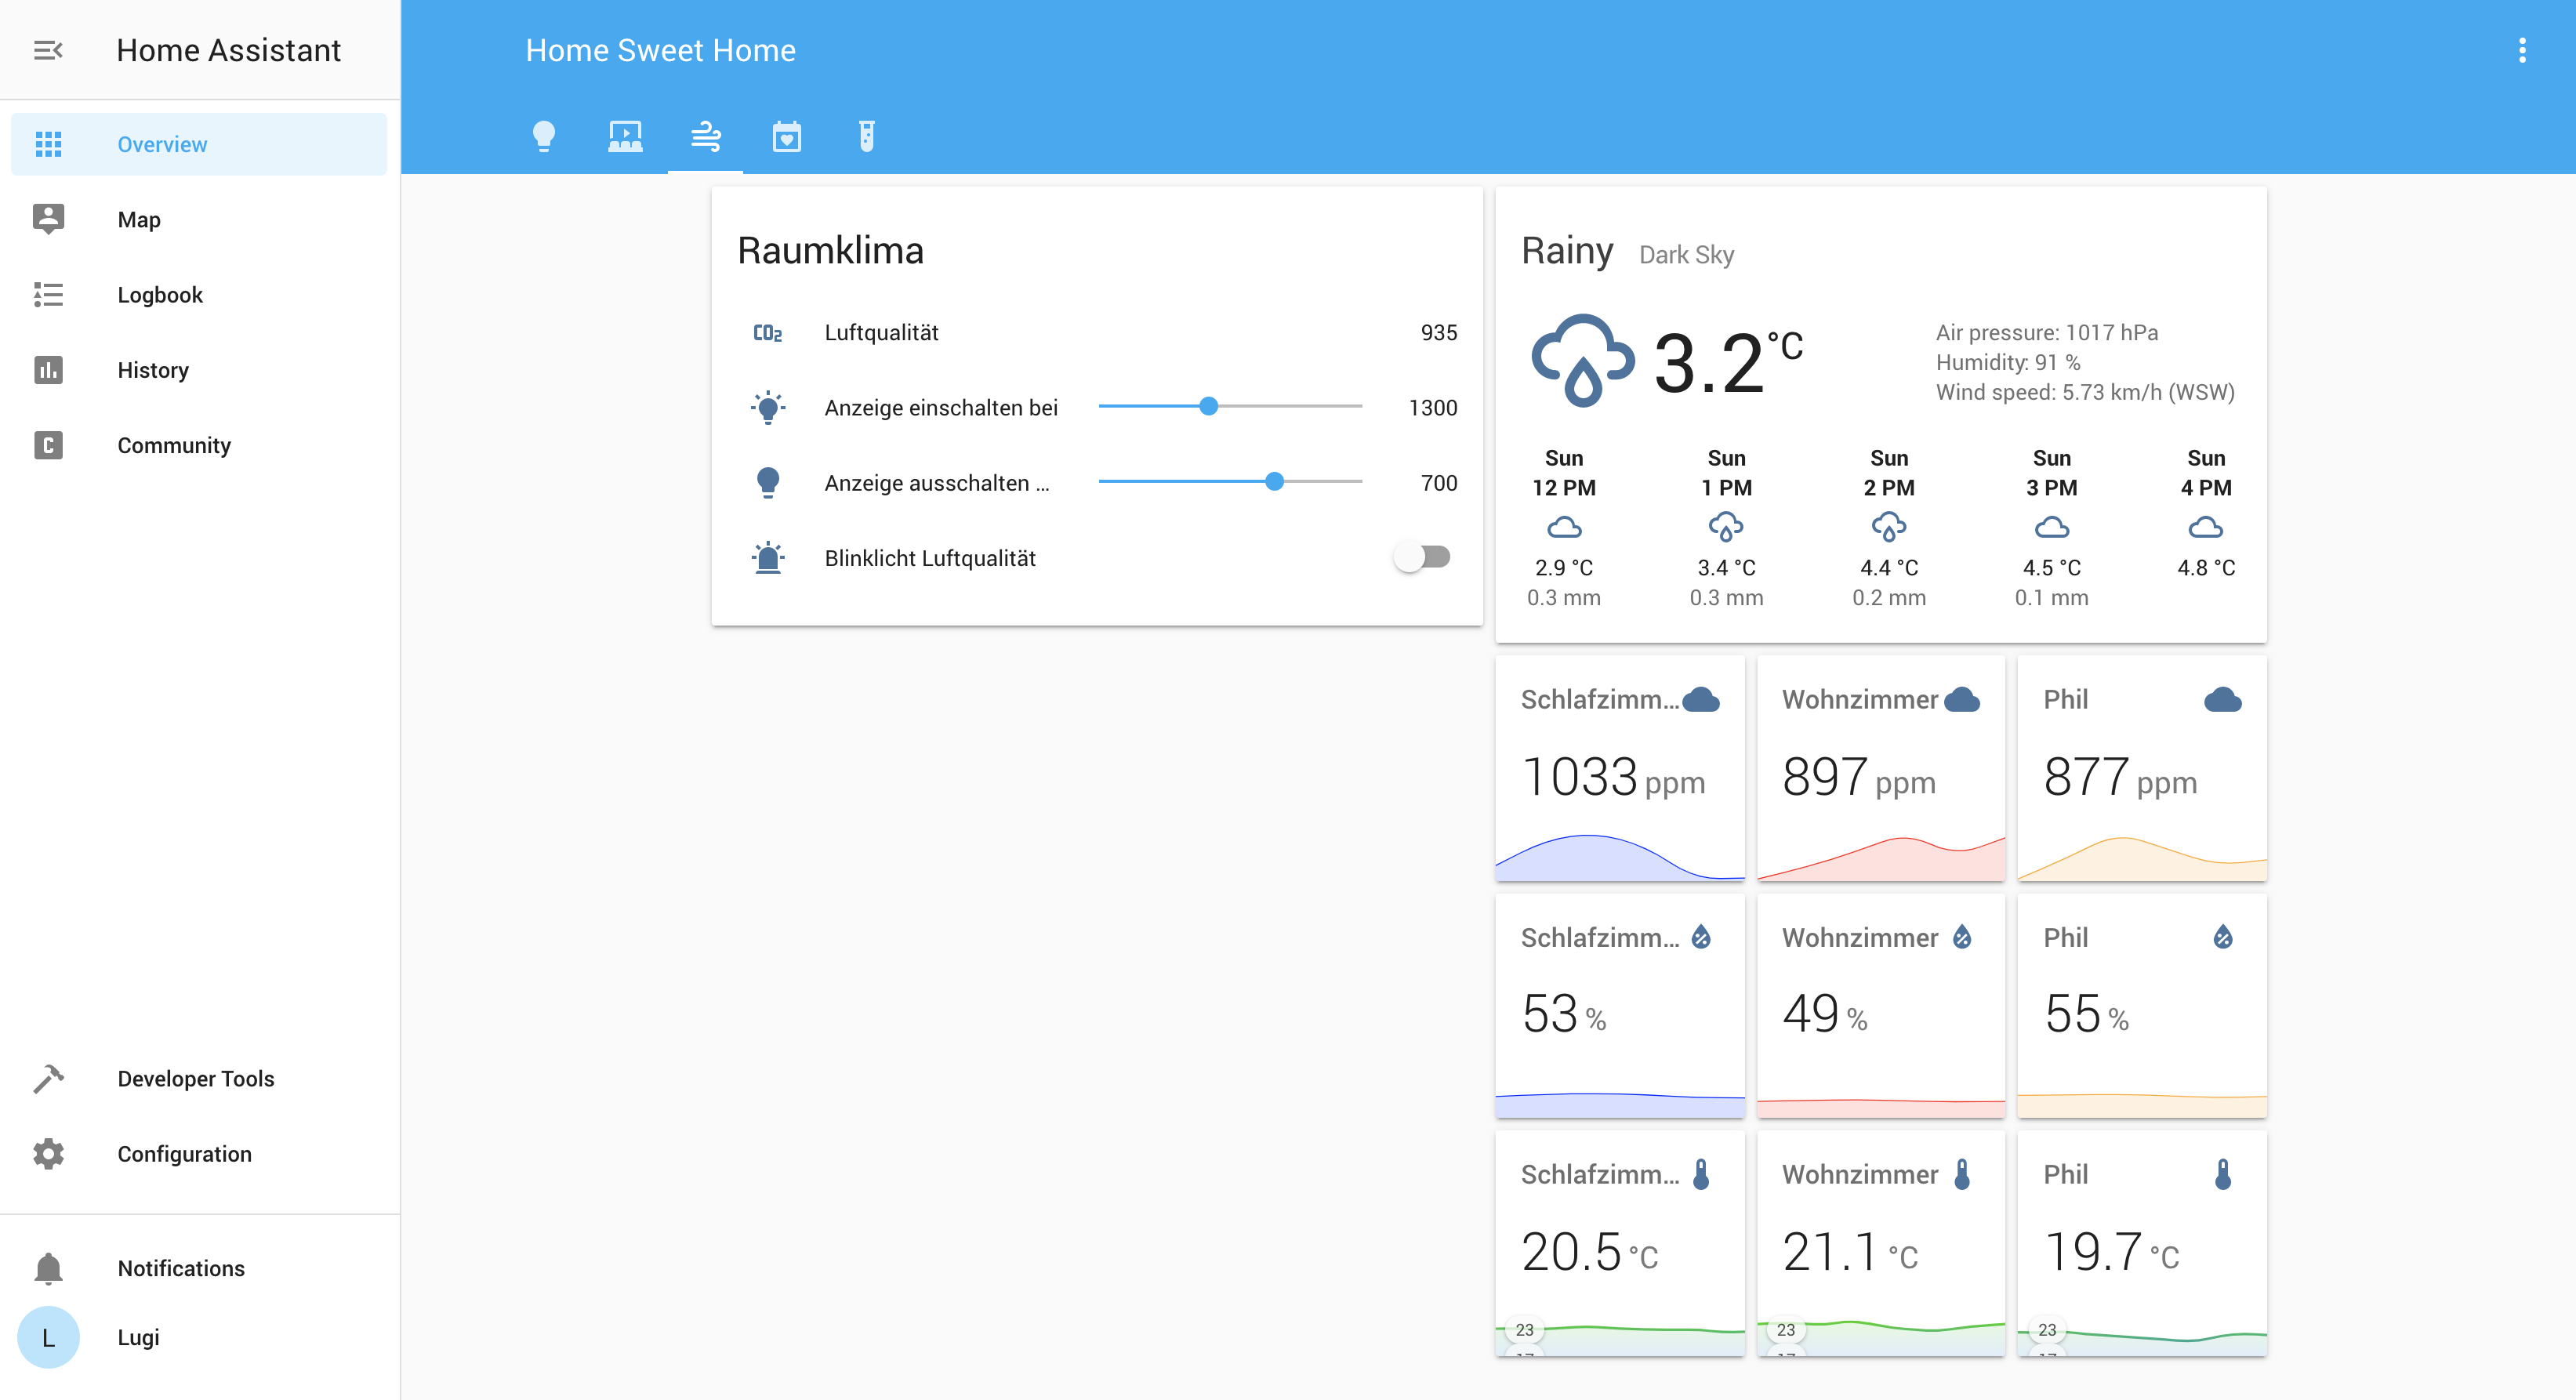 Home Assistant
Overview
Map
Logbook
History
C Community
Developer Tools
Configuration
Notifications
L Lugi
Home Sweet Home
Raumklima
CO2 Luftqualität 935
Anzeige einschalten bei 1300
Anzeige ausschalten ... 700
Blinklicht Luftqualität
Rainy Dark Sky
3.2 °C
Air pressure: 1017 hPa
Humidity: 91 %
Wind speed: 5.73 km/h (WSW)
Sun Sun Sun Sun Sun
12 PM 1 PM 2 PM 3 PM 4 PM
2.9 °C 3.4 °C 4.4 °C 4.5 °C 4.8 °C
0.3 mm 0.3 mm 0.2 mm 0.1 mm
Schlafzimm... Wohnzimmer Phil
1033 ppm 897 ppm 877 ppm
Schlafzimm... Wohnzimmer Phil
53 % 49 % 55 %
Schlafzimm... Wohnzimmer Phil
20.5 °C 21.1 °C 19.7 °C
23 23 23